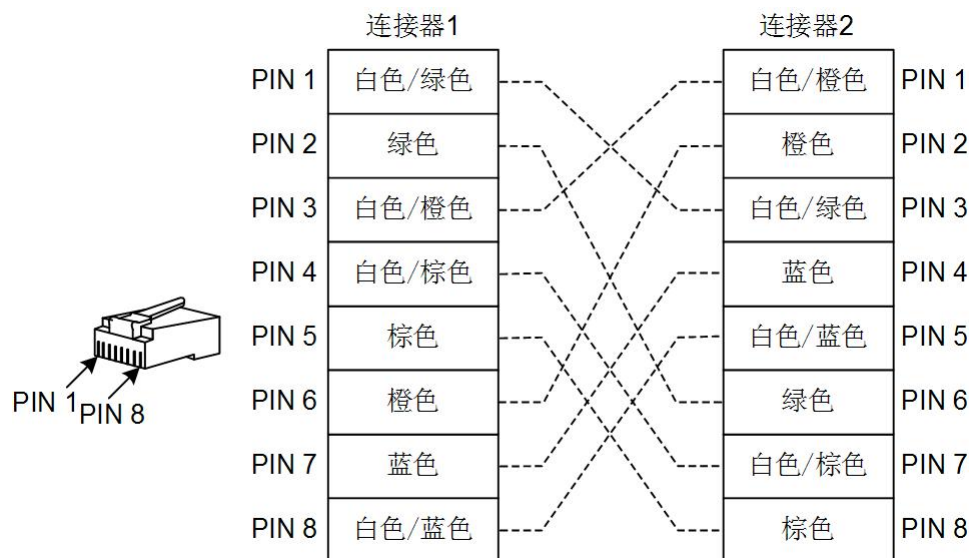 连接器1 连接器2
PIN 1 白色/绿色 白色/橙色 PIN 1
PIN 2 绿色 橙色 PIN 2
PIN 3 白色/橙色 白色/绿色 PIN 3
PIN 4 白色/棕色 蓝色 PIN 4
PIN 5 棕色 白色/蓝色 PIN 5
PIN 6 橙色 绿色 PIN 6
PIN 7 蓝色 白色/棕色 PIN 7
PIN 8 白色/蓝色 棕色 PIN 8
PIN 1
PIN 8